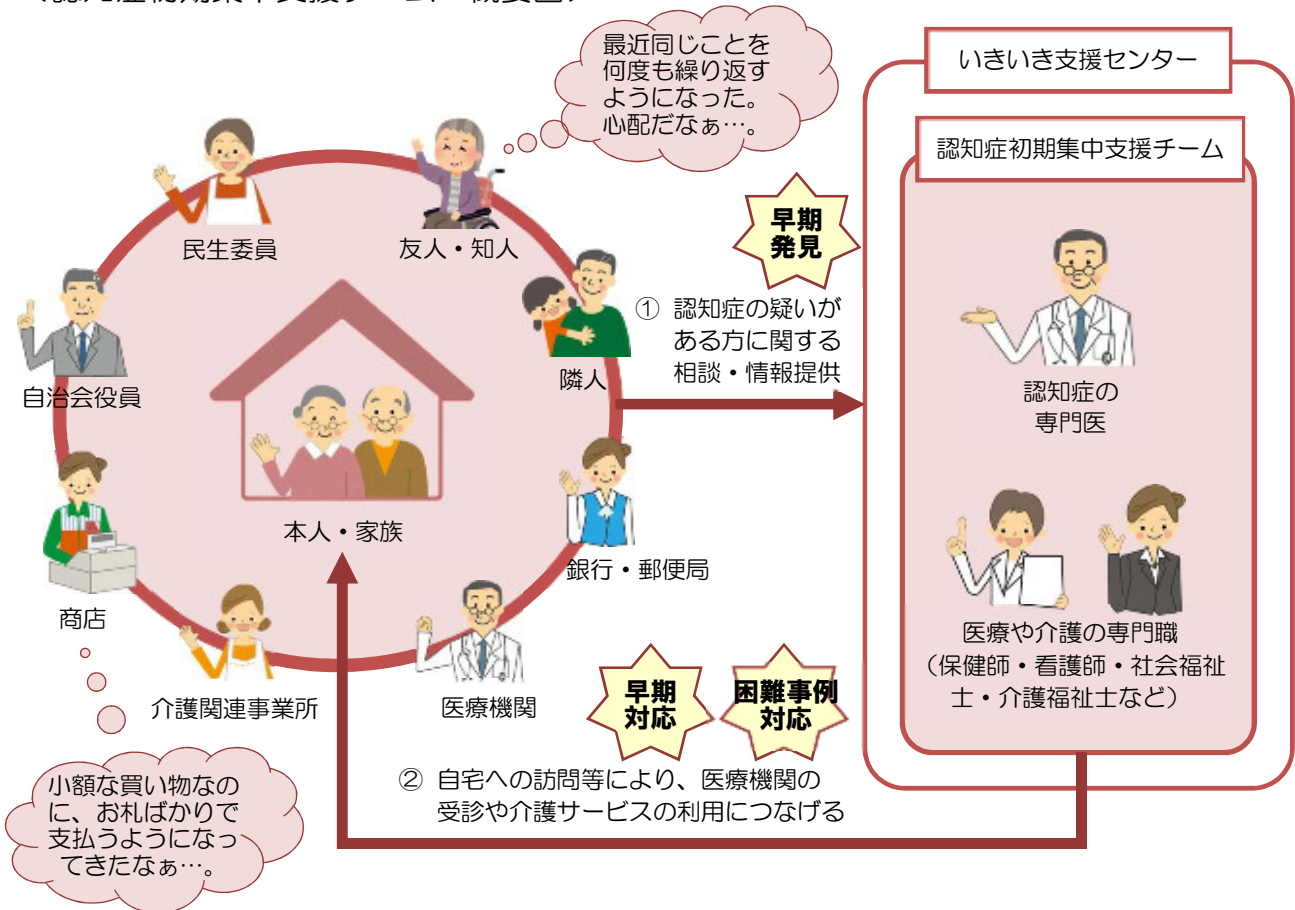 最近同じことを
何度も繰り返す
ようになった。
心配だなぁ…。
いきいき支援センター
認知症初期集中支援チーム
民生委員
友人・知人
早期
発見
① 認知症の疑いが
ある方に関する
相談・情報提供
自治会役員
隣人
認知症の
専門医
本人・家族
銀行・郵便局
商店
介護関連事業所
医療機関
医療や介護の専門職
（保健師・看護師・社会福祉
士・介護福祉士など）
早期
対応
困難事例
対応
② 自宅への訪問等により、医療機関の
受診や介護サービスの利用につなげる
小額な買い物なの
に、お札ばかりで
支払うようになっ
てきたなぁ…。